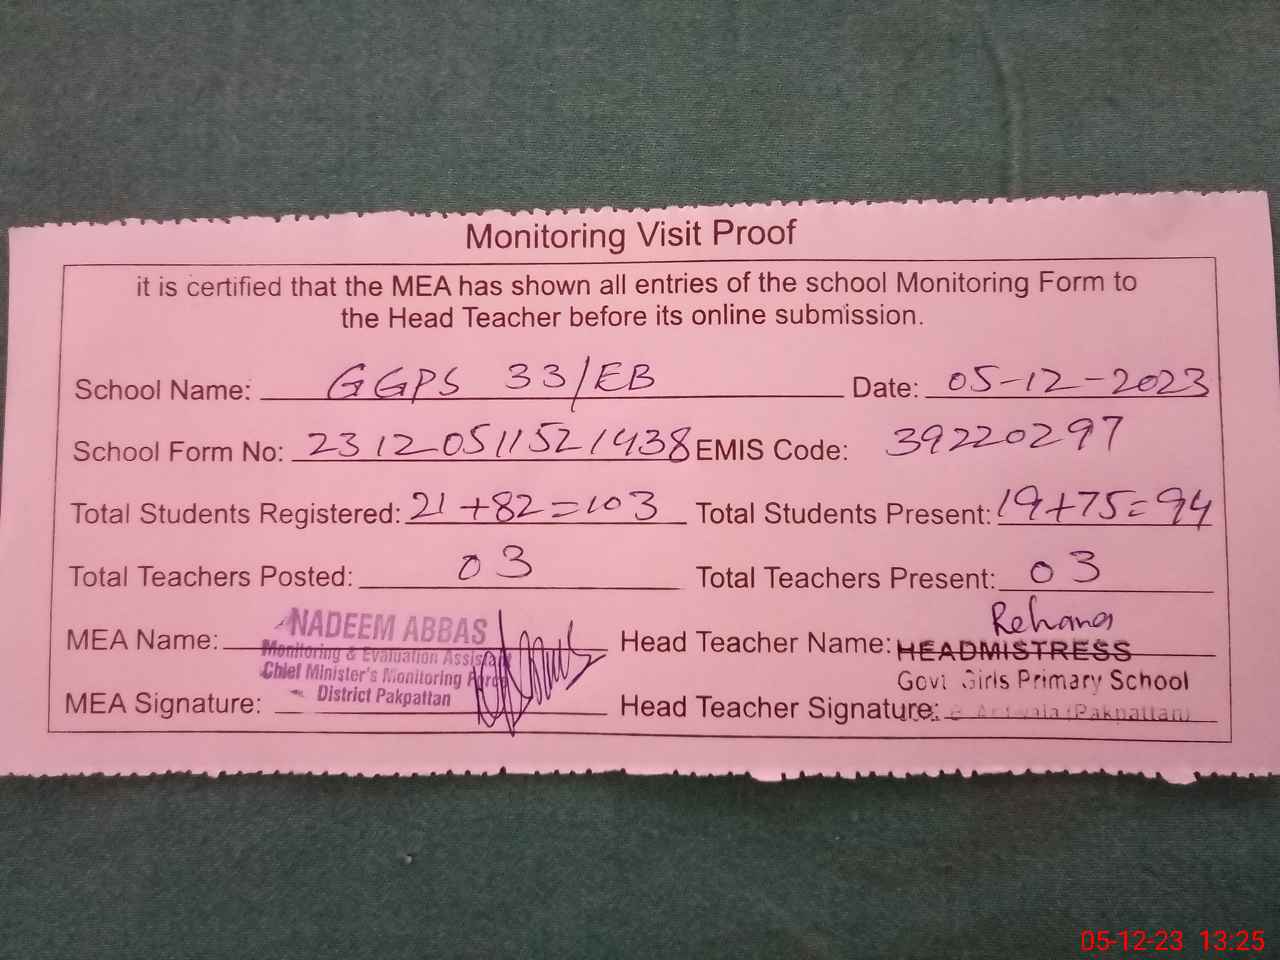 Monitoring Visit Proof
it is certified that the MEA has shown all entries of the school Monitoring Form to
the Head Teacher before its online submission.
School Name: GGPS 33/EB Date: 05-12-2023
School Form No: 23120511521438 EMIS Code: 39220297
Total Students Registered: 21+82=103 Total Students Present: 19+75=94
Total Teachers Posted: 03 Total Teachers Present: 03
MEA Name: NADEEM ABBAS Head Teacher Name: Rehana
Monitoring & Evaluation Assistant HEADMISTRESS
Chief Minister's Monitoring Force Govt Girls Primary School
District Pakpattan
MEA Signature: Head Teacher Signature: (Pakpattan)
05-12-23 13:25